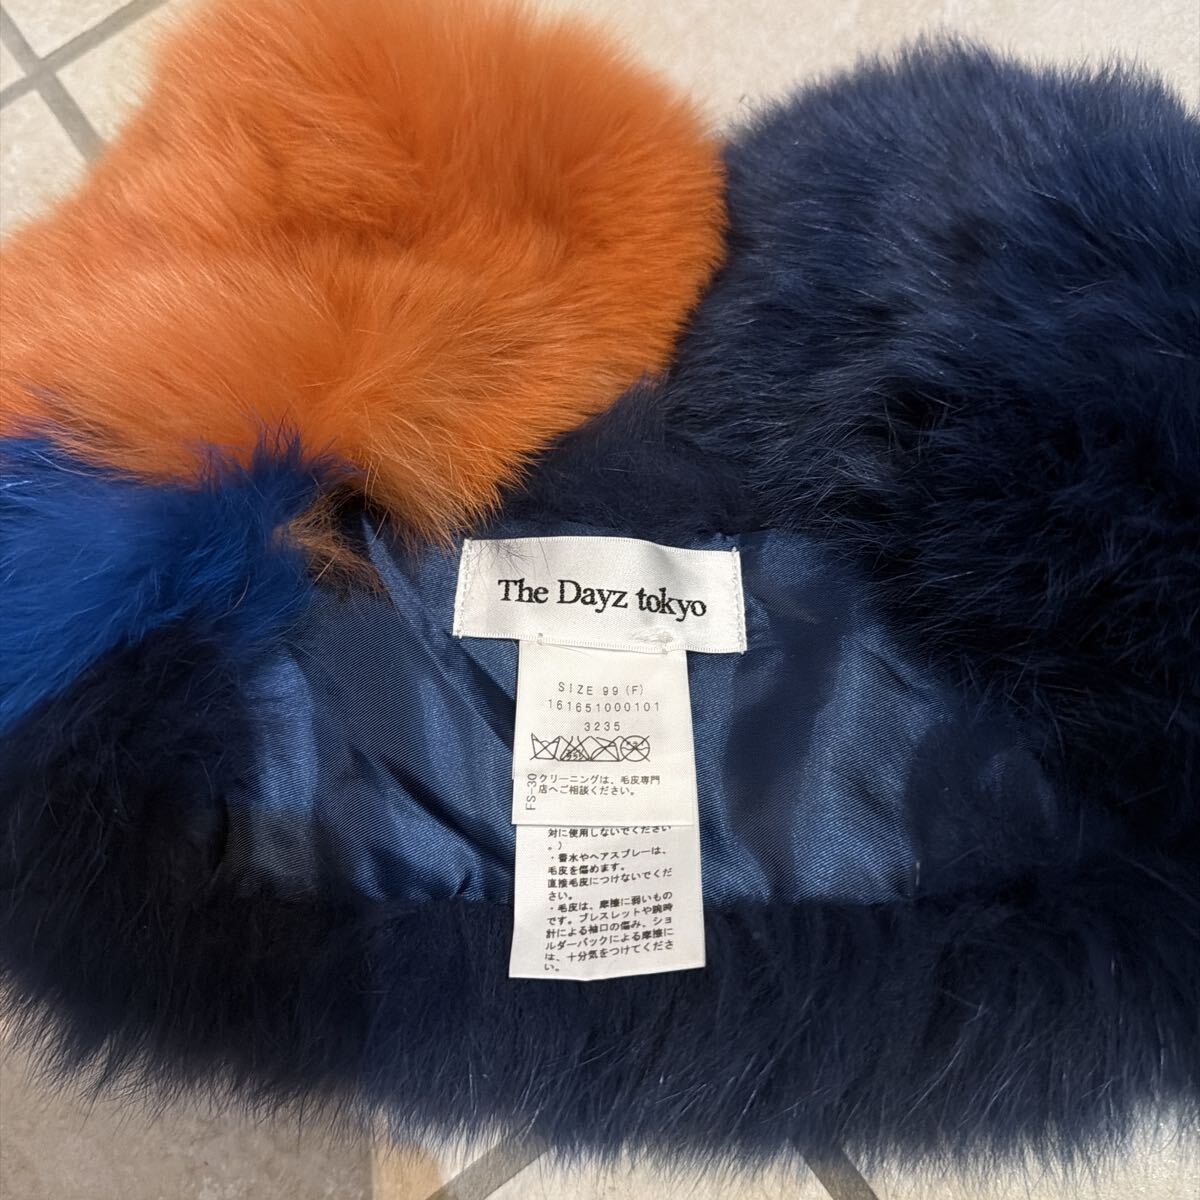 The Dayz tokyo
SIZE 99 (F)
161651000101
3235
FS-30
クリーニングは、毛皮専門
店へご相談ください。
対に使用しないでください
。)
・香水やヘアスプレーは、
毛皮を傷めます。
直接毛皮につけないでくだ
さい。
・毛皮は、摩擦に弱いもの
です。ブレスレットや腕時
計による袖口の傷み、ショ
ルダーバックによる摩擦に
は、十分気をつけてくださ
い。